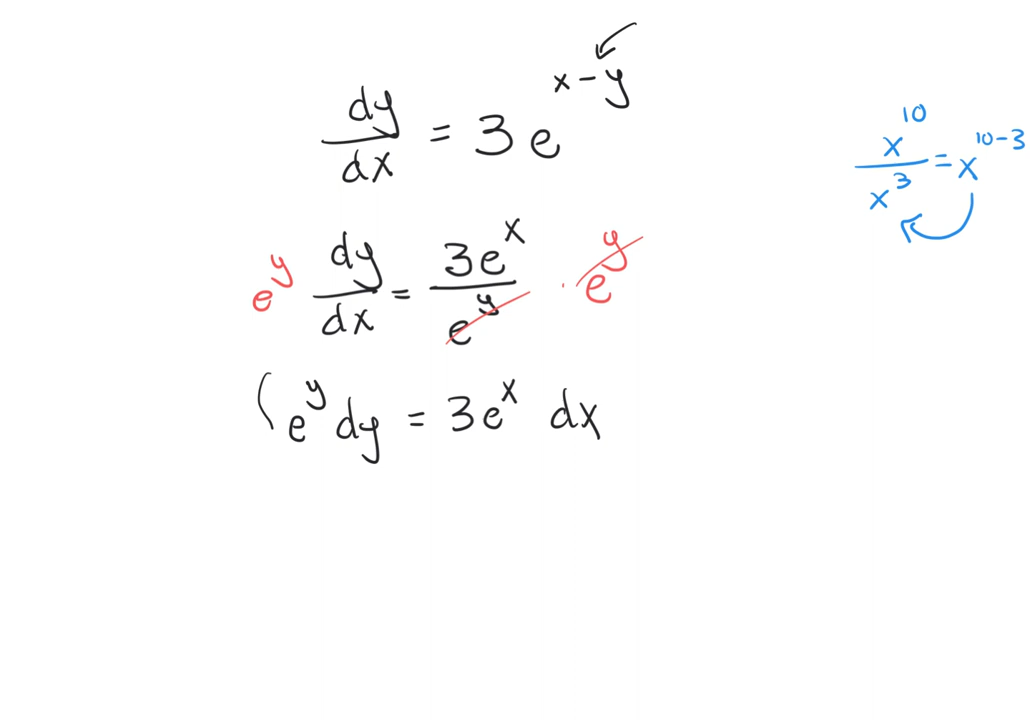 dy/dx = 3e^(x-y)
x^10/x^3 = x^(10-3)
e^y dy/dx = 3e^x/e^y · e^y
( e^y dy = 3e^x dx